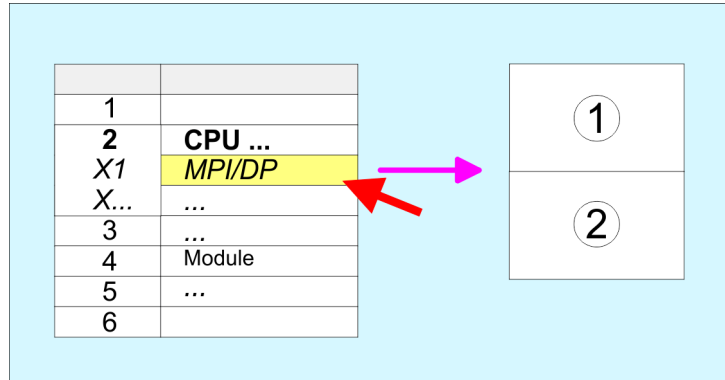 1
2 CPU ...
X1 MPI/DP
X... ...
3 ...
4 Module
5 ...
6
①
②